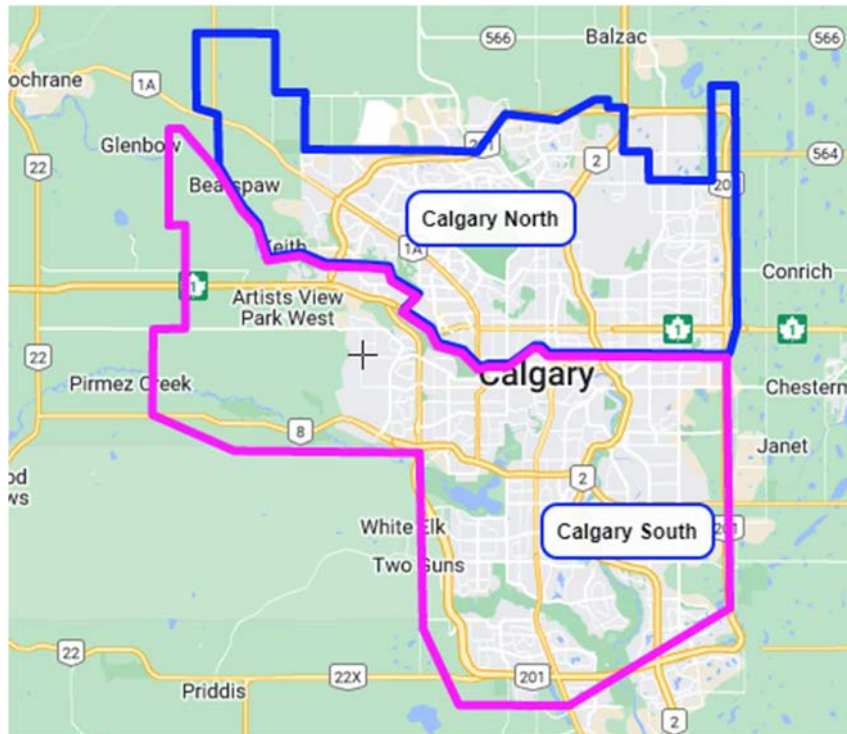 566
Balzac
566
ochrane
1A
Glenbow
22
201
2
564
Bearspaw
201
Calgary North
Keith
1A
Conrich
1
Artists View
Park West
1
1
22
Calgary
Pirmez Creek
Chesterm
8
Janet
od
ws
2
White Elk
Calgary South
201
Two Guns
22
22X
201
Priddis
2